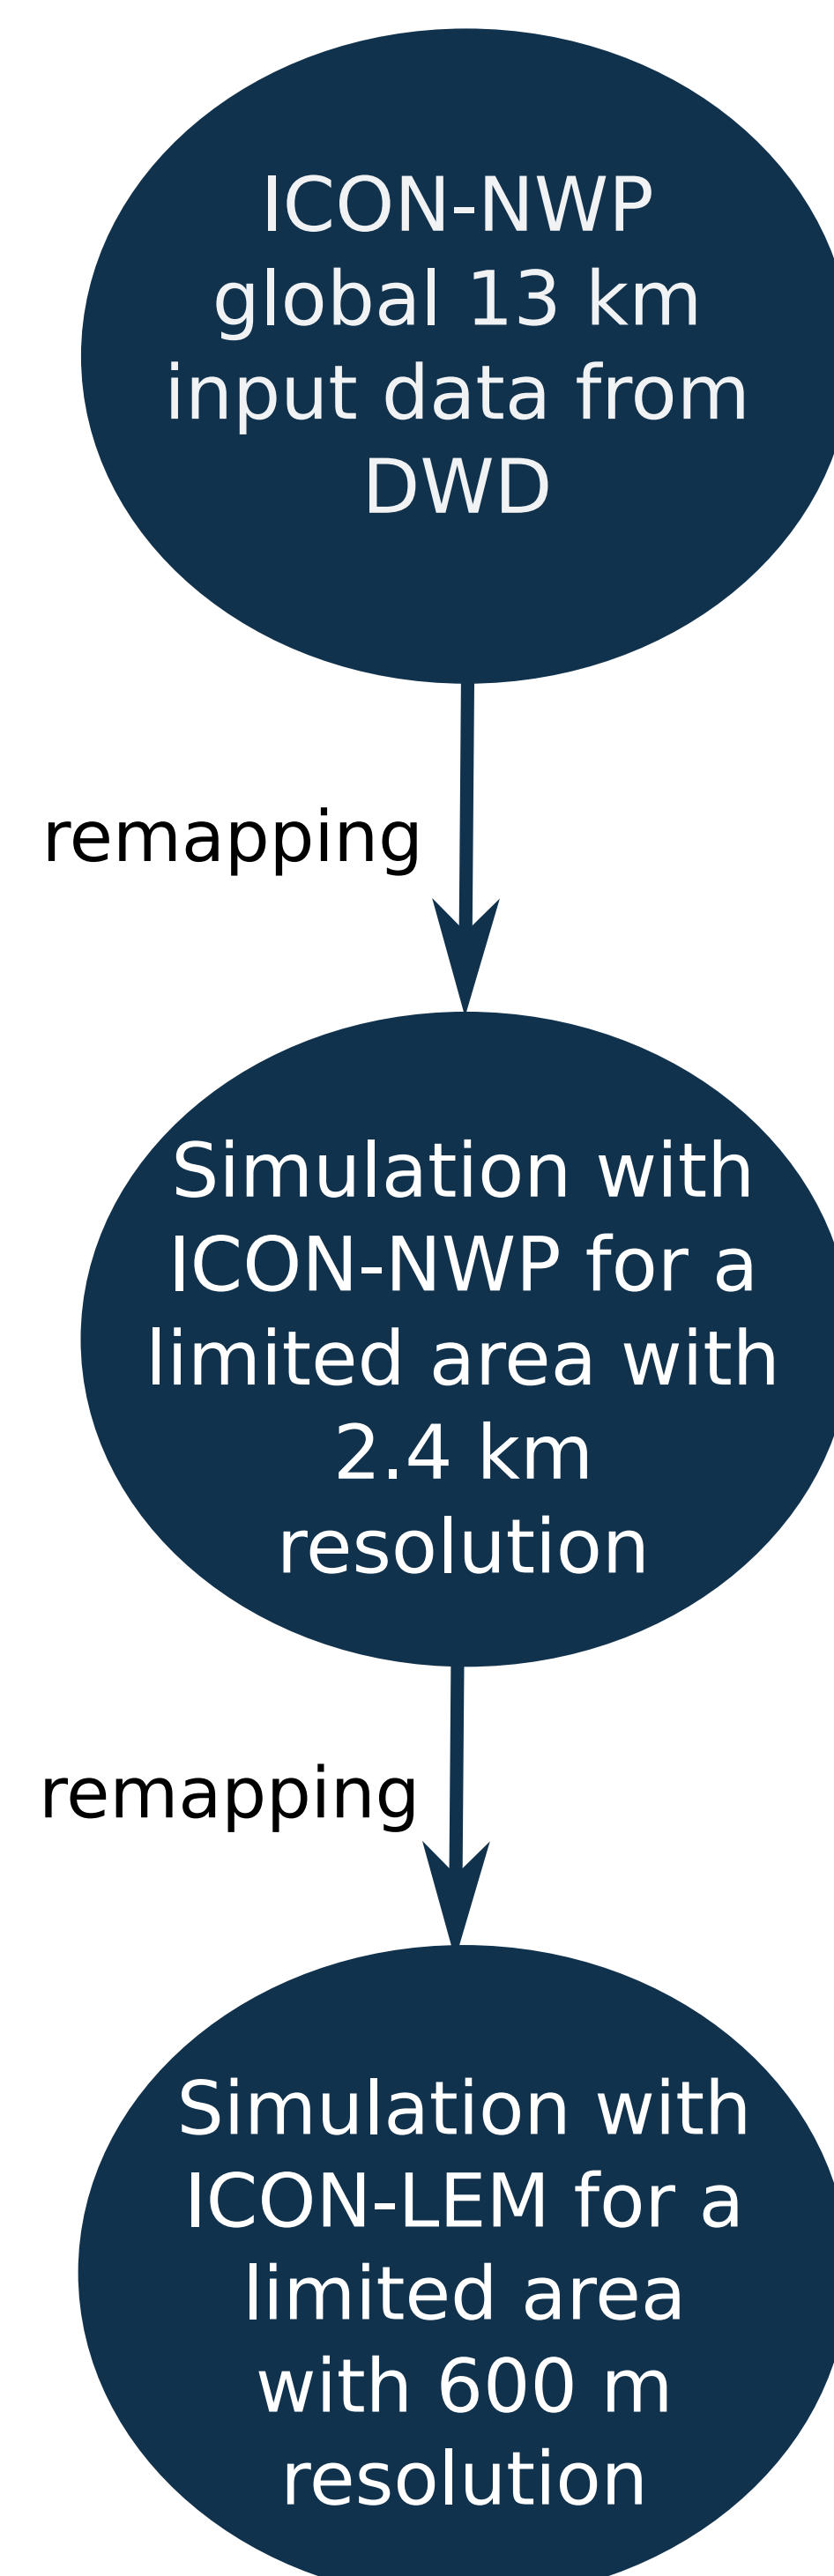 ICON-NWP
global 13 km
input data from
DWD
remapping
Simulation with
ICON-NWP for a
limited area with
2.4 km
resolution
remapping
Simulation with
ICON-LEM for a
limited area
with 600 m
resolution